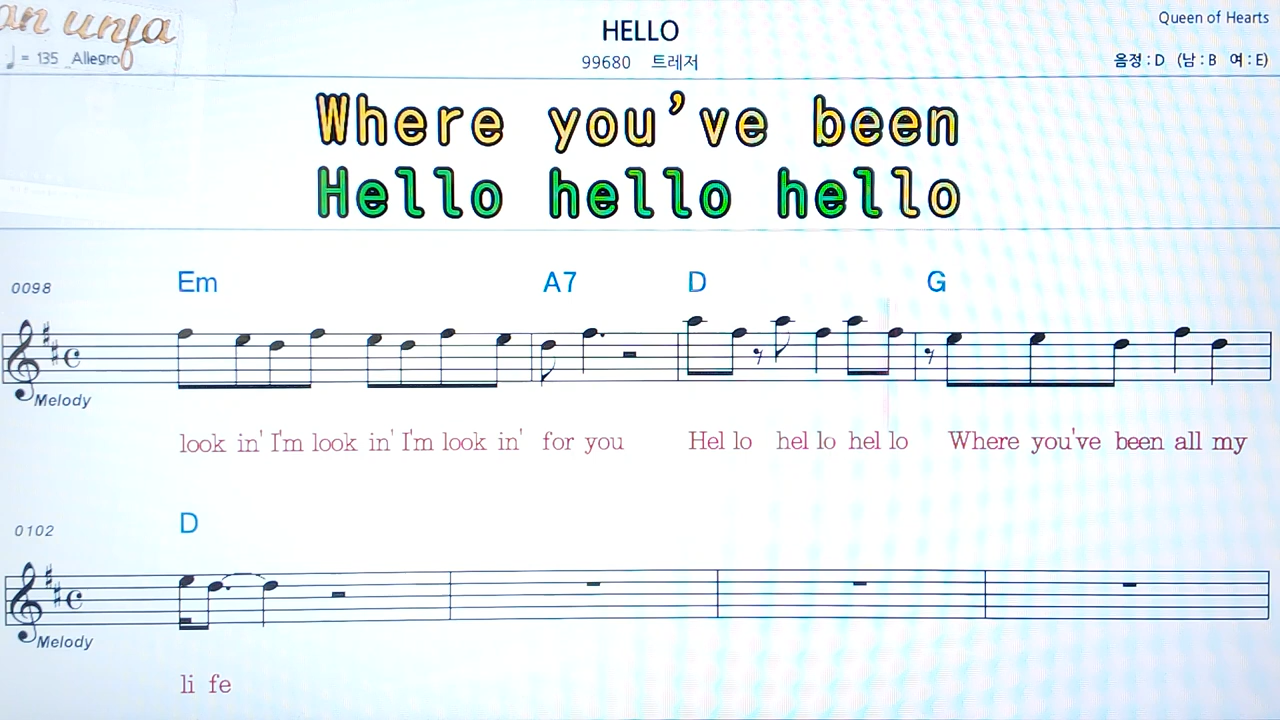 HELLO
Queen of Hearts
♩ = 135 Allegro
99680 트레저
음정 : D (남 : B 여 : E)
Where you've been
Hello hello hello
0098
Em A7 D G
Melody
look in' I'm look in' I'm look in' for you Hel lo hel lo hel lo Where you've been all my
0102
D
Melody
li fe